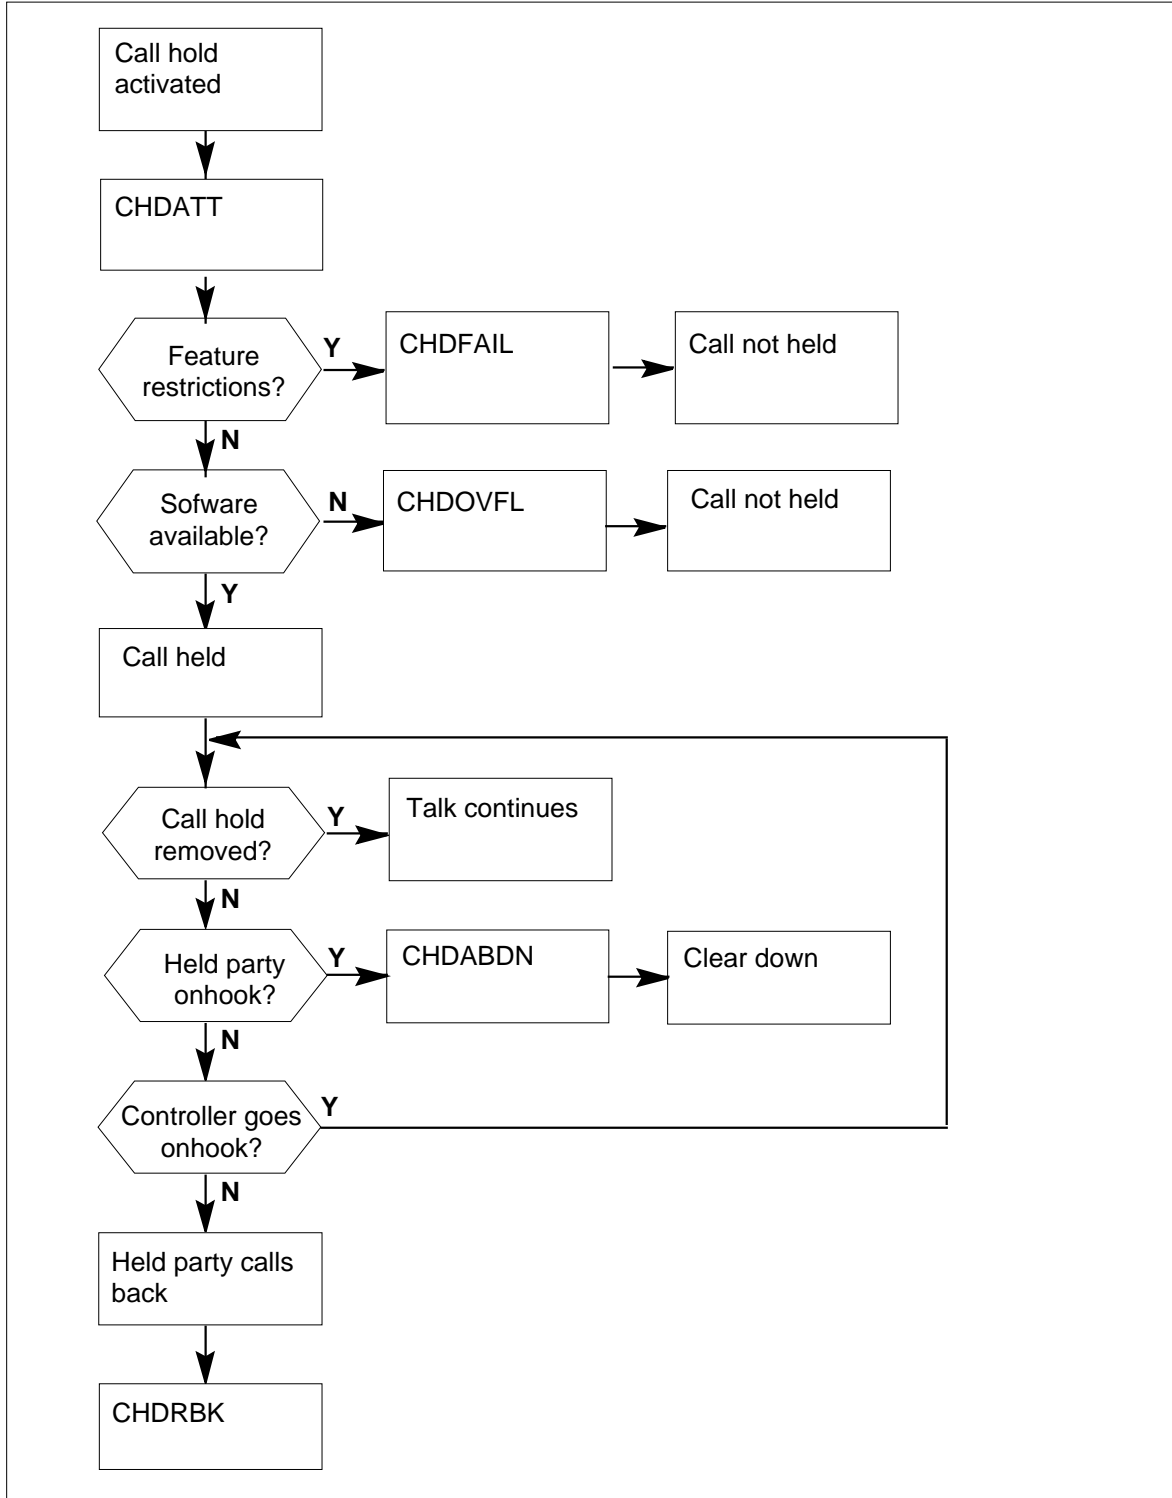 Call hold
activated
CHDATT
Feature
restrictions?
Y
CHDFAIL
Call not held
N
Sofware
available?
N
CHDOVFL
Call not held
Y
Call held
Call hold
removed?
Y
Talk continues
N
Held party
onhook?
Y
CHDABDN
Clear down
N
Controller goes
onhook?
Y
N
Held party calls
back
CHDRBK